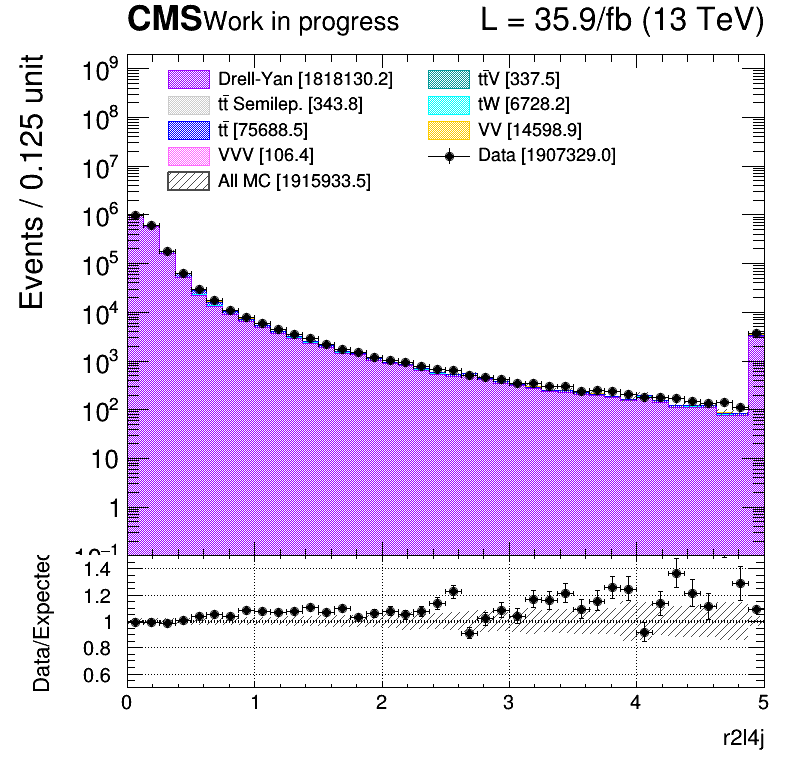 CMS Work in progress L = 35.9/fb (13 TeV)
Events / 0.125 unit
10⁹
10⁸
10⁷
10⁶
10⁵
10⁴
10³
10²
10
1
10⁻¹
Drell-Yan [1818130.2]
tt̄ Semilep. [343.8]
tt̄ [75688.5]
VVV [106.4]
All MC [1915933.5]
tt̄V [337.5]
tW [6728.2]
VV [14598.9]
Data [1907329.0]
Data/Expected
1.4
1.2
1
0.8
0.6
0 1 2 3 4 5
r2l4j